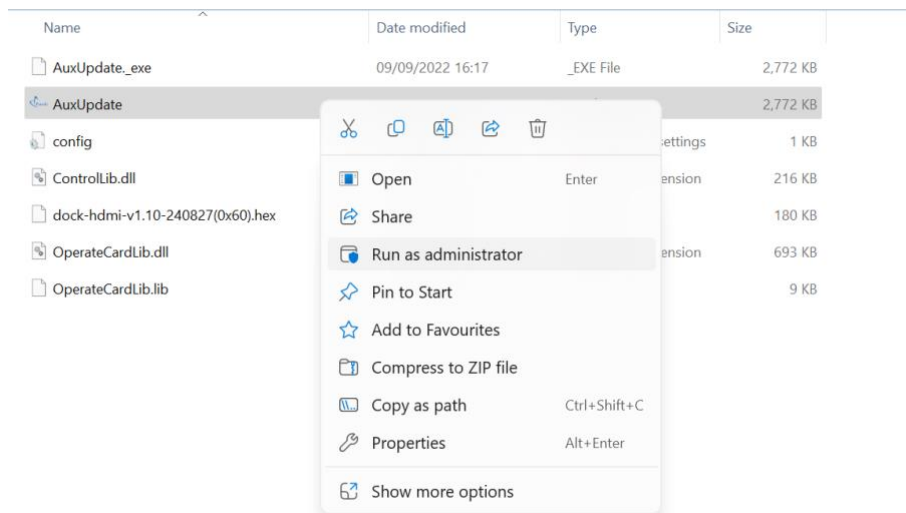 Name Date modified Type Size
AuxUpdate._exe 09/09/2022 16:17 _EXE File 2,772 KB
AuxUpdate 2,772 KB
config settings 1 KB
Open Enter
ControlLib.dll ension 216 KB
Share
dock-hdmi-v1.10-240827(0x60).hex 180 KB
Run as administrator
OperateCardLib.dll ension 693 KB
Pin to Start
OperateCardLib.lib 9 KB
Add to Favourites
Compress to ZIP file
Copy as path Ctrl+Shift+C
Properties Alt+Enter
Show more options